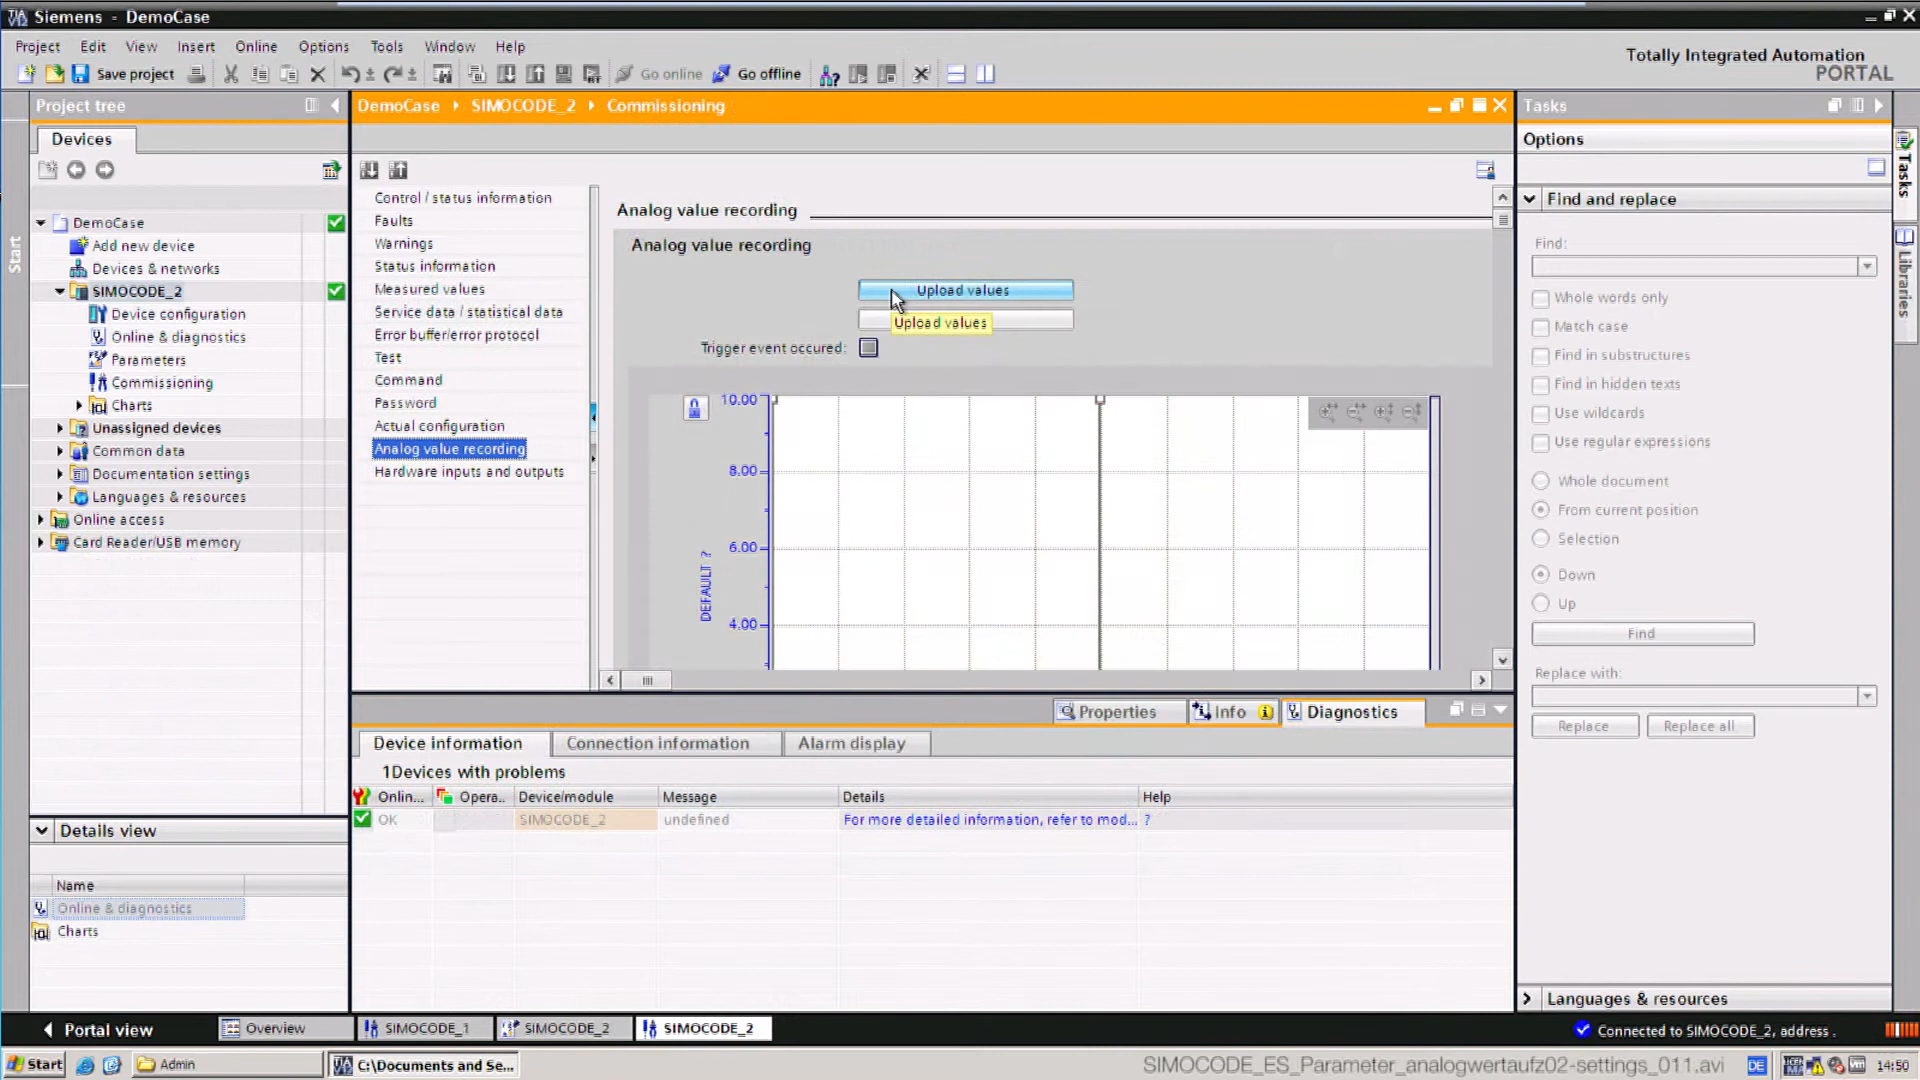 Siemens - DemoCase
Project Edit View Insert Online Options Tools Window Help
Totally Integrated Automation
PORTAL
Save project Go online Go offline
Project tree
DemoCase SIMOCODE_2 Commissioning
Tasks
Devices
Options
Start
Tasks
Libraries
DemoCase
Add new device
Devices & networks
SIMOCODE_2
Device configuration
Online & diagnostics
Parameters
Commissioning
Charts
Unassigned devices
Common data
Documentation settings
Languages & resources
Online access
Card Reader/USB memory
Control / status information
Faults
Warnings
Status information
Measured values
Service data / statistical data
Error buffer/error protocol
Test
Command
Password
Actual configuration
Analog value recording
Hardware inputs and outputs
Analog value recording
Analog value recording
Upload values
Upload values
Trigger event occured:
10.00
8.00
6.00
4.00
DEFAULT ?
Find and replace
Find:
Whole words only
Match case
Find in substructures
Find in hidden texts
Use wildcards
Use regular expressions
Whole document
From current position
Selection
Down
Up
Find
Replace with:
Replace Replace all
Languages & resources
Properties Info Diagnostics
Device information Connection information Alarm display
1Devices with problems
Onlin... Opera.. Device/module Message Details Help
OK SIMOCODE_2 undefined For more detailed information, refer to mod... ?
Details view
Name
Online & diagnostics
Charts
Portal view Overview SIMOCODE_1 SIMOCODE_2 SIMOCODE_2 Connected to SIMOCODE_2, address .
Start Admin C:\Documents and Se... SIMOCODE_ES_Parameter_analogwertaufz02-settings_011.avi DE 14:50